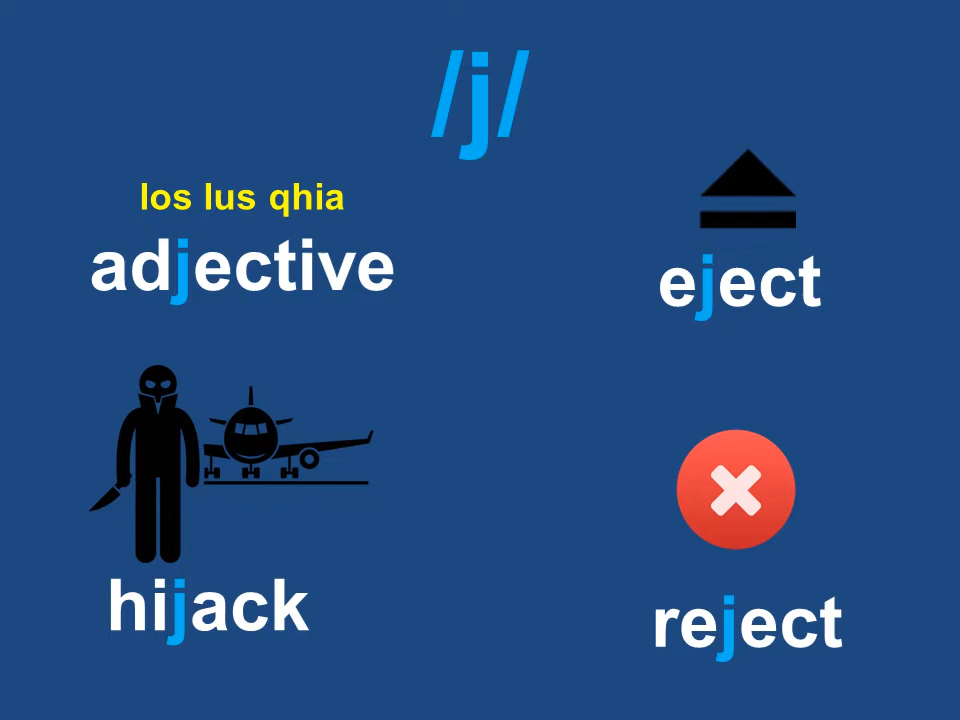 /j/
los lus qhia
adjective
eject
hijack
reject